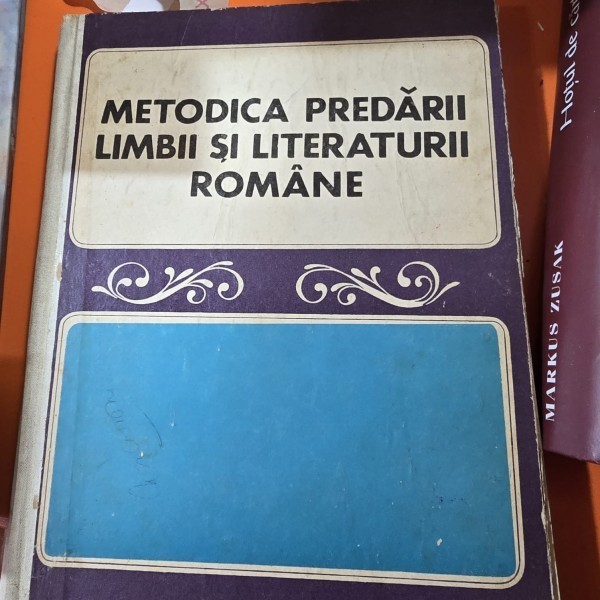 METODICA PREDĂRII
LIMBII ȘI LITERATURII
ROMÂNE
MARKUS ZUSAK
Hoțul de